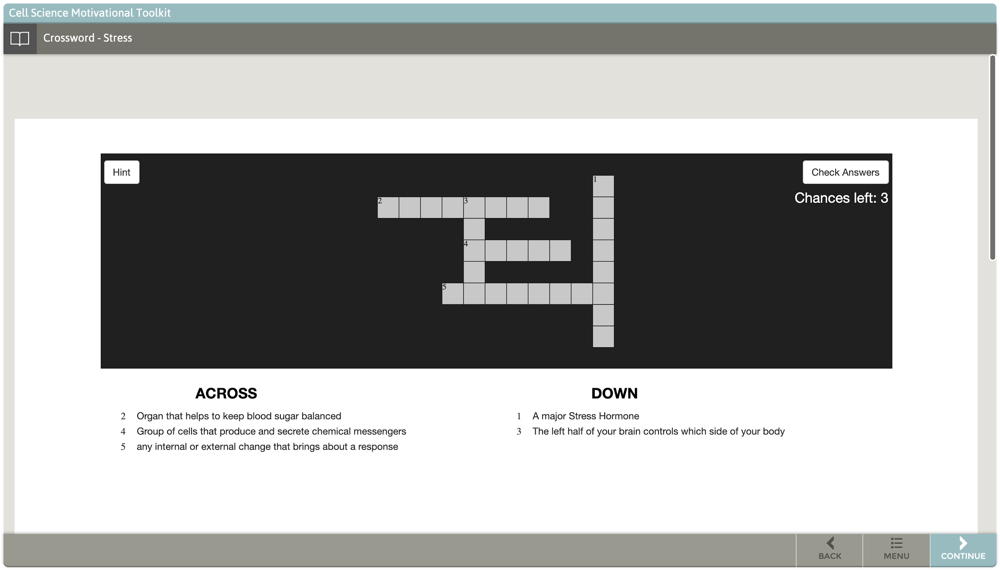 Cell Science Motivational Toolkit
Crossword - Stress
Hint
Check Answers
Chances left: 3
1
2 3
4
5
ACROSS
2 Organ that helps to keep blood sugar balanced
4 Group of cells that produce and secrete chemical messengers
5 any internal or external change that brings about a response
DOWN
1 A major Stress Hormone
3 The left half of your brain controls which side of your body
BACK
MENU
CONTINUE